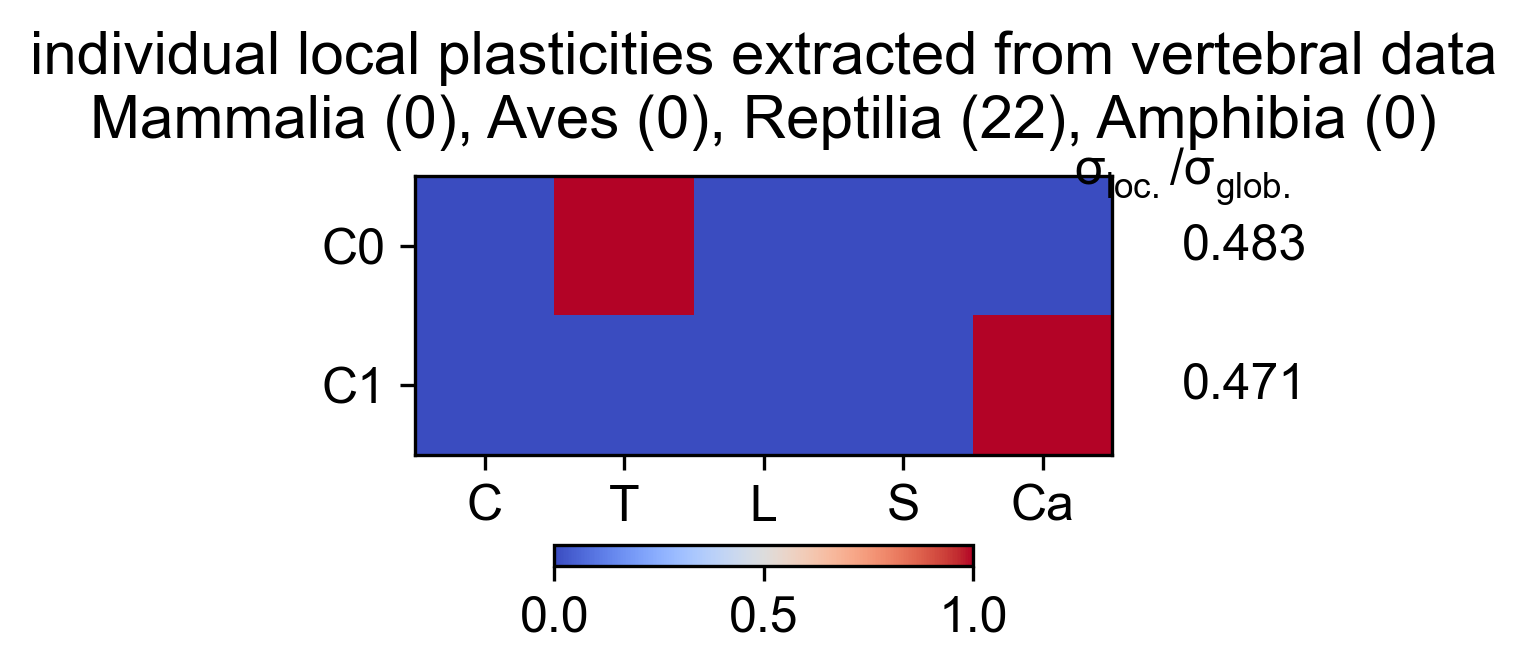 individual local plasticities extracted from vertebral data
Mammalia (0), Aves (0), Reptilia (22), Amphibia (0)
σloc. /σglob.
C0 0.483
C1 0.471
C T L S Ca
0.0 0.5 1.0